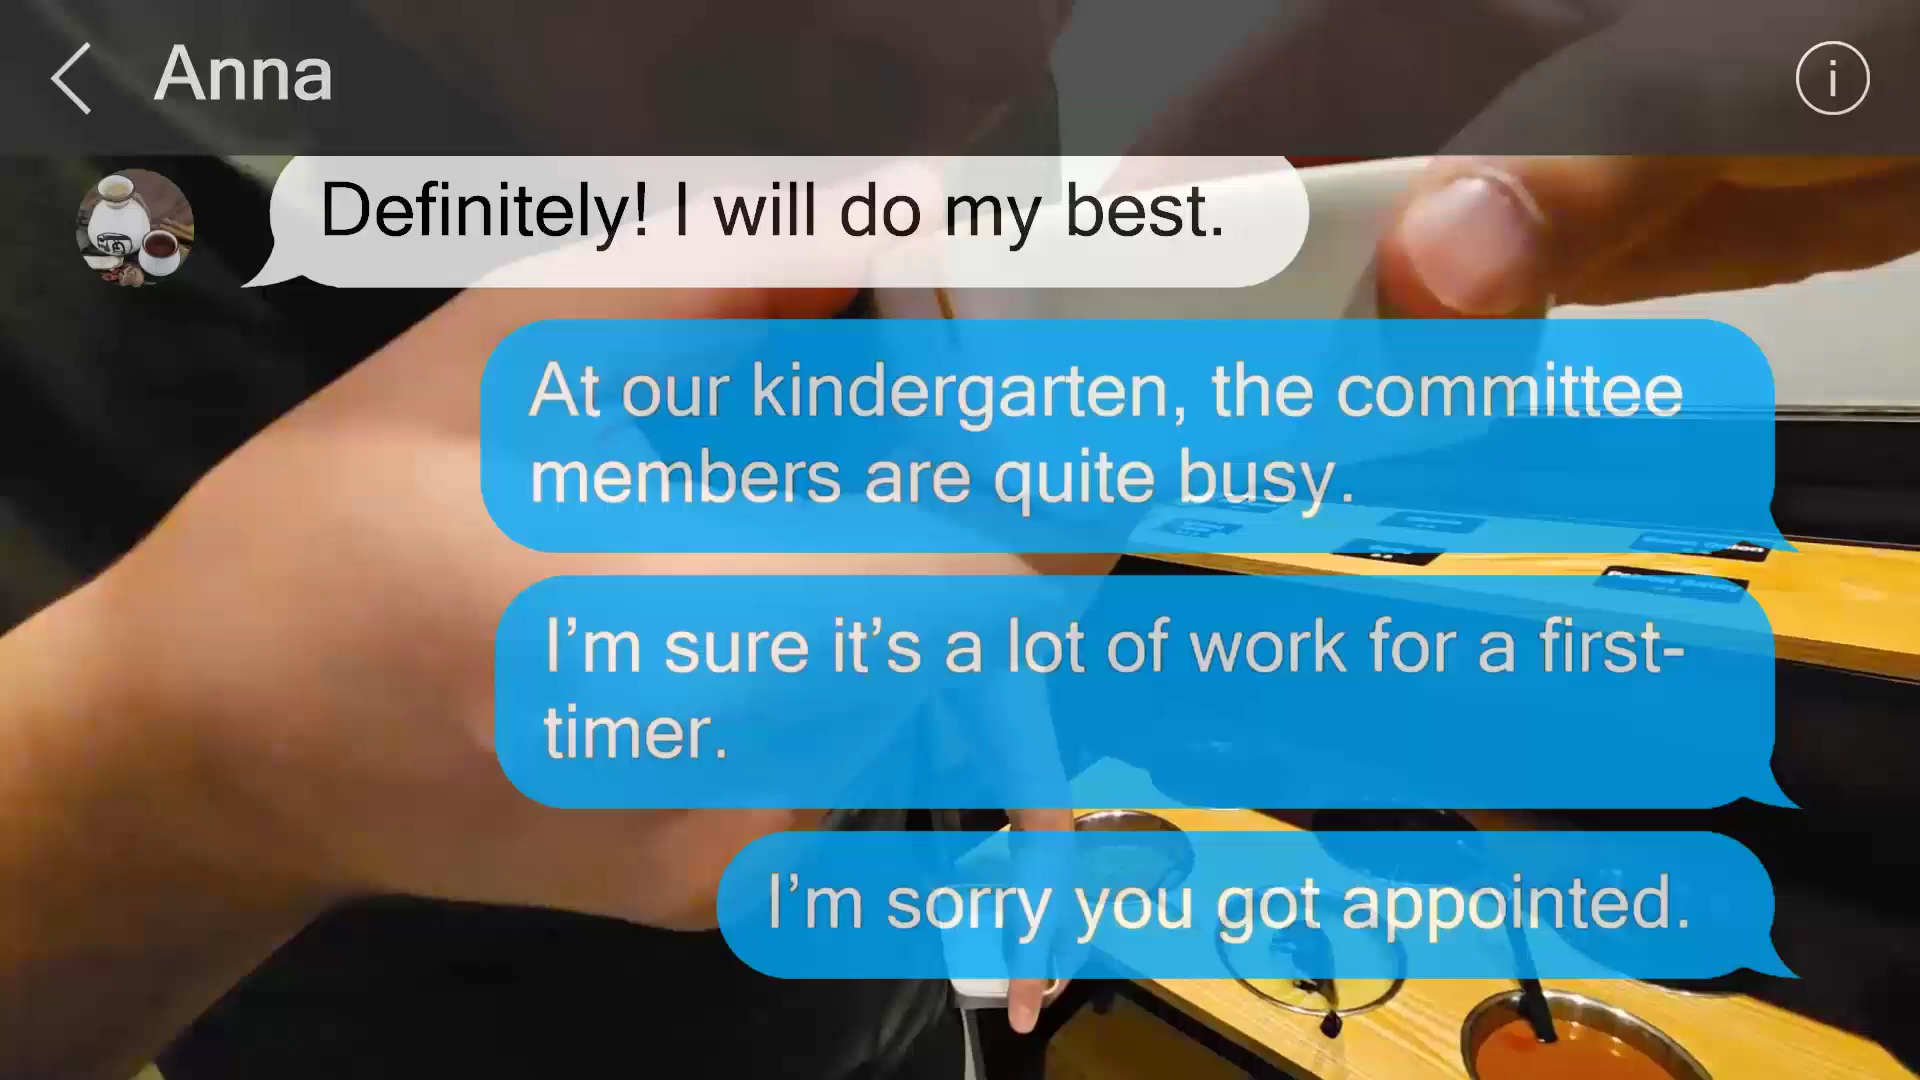 Anna
Definitely! I will do my best.
At our kindergarten, the committee
members are quite busy.
I’m sure it’s a lot of work for a first-
timer.
I’m sorry you got appointed.